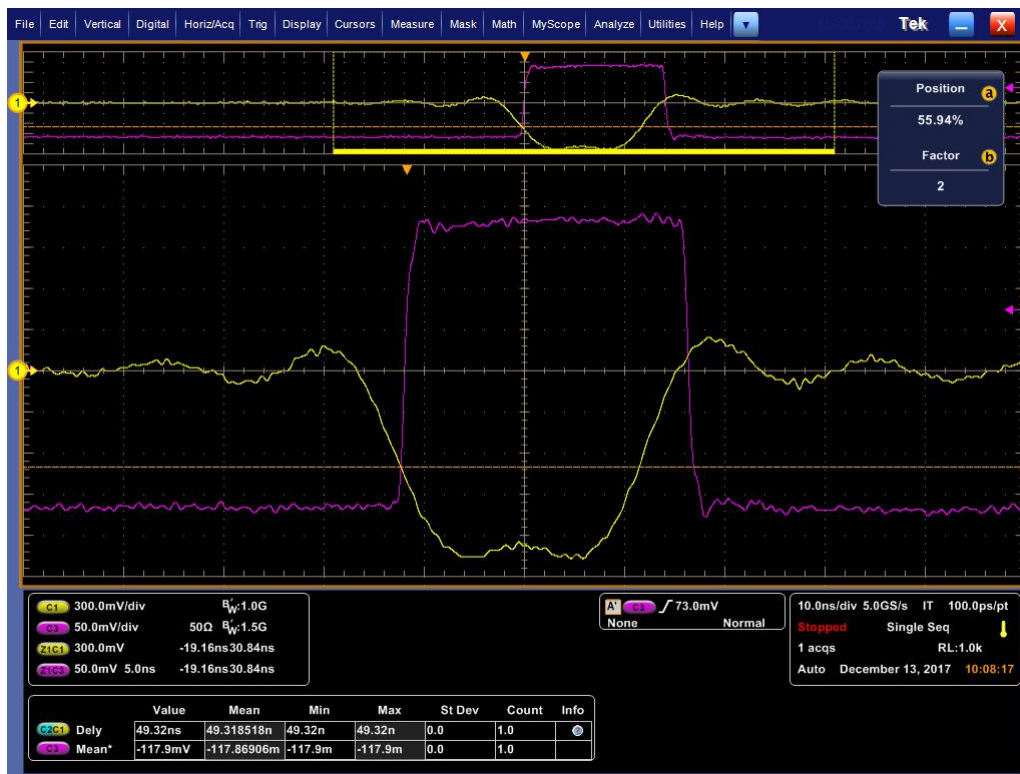 File Edit Vertical Digital Horiz/Acq Trig Display Cursors Measure Mask Math MyScope Analyze Utilities Help Tek X
Position a
55.94%
Factor b
2
1
1
C1 300.0mV/div BW:1.0G
C3 50.0mV/div 50Ω BW:1.5G
Z1C1 300.0mV -19.16ns30.84ns
Z1C3 50.0mV 5.0ns -19.16ns30.84ns
A' C3 73.0mV
None Normal
10.0ns/div 5.0GS/s IT 100.0ps/pt
Stopped Single Seq
1 acqs RL:1.0k
Auto December 13, 2017 10:08:17
Value Mean Min Max St Dev Count Info
C2C1 Dely 49.32ns 49.318518n 49.32n 49.32n 0.0 1.0
C3 Mean* -117.9mV -117.86906m -117.9m -117.9m 0.0 1.0